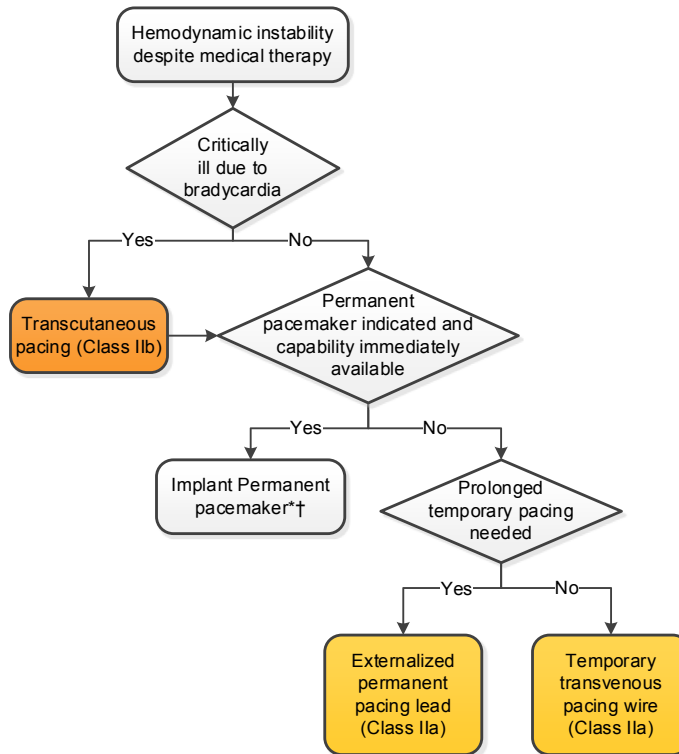 Hemodynamic instability
despite medical therapy
Critically
ill due to
bradycardia
Yes
No
Transcutaneous
pacing (Class IIb)
Permanent
pacemaker indicated and
capability immediately
available
Yes
No
Implant Permanent
pacemaker*†
Prolonged
temporary pacing
needed
Yes
No
Externalized
permanent
pacing lead
(Class IIa)
Temporary
transvenous
pacing wire
(Class IIa)